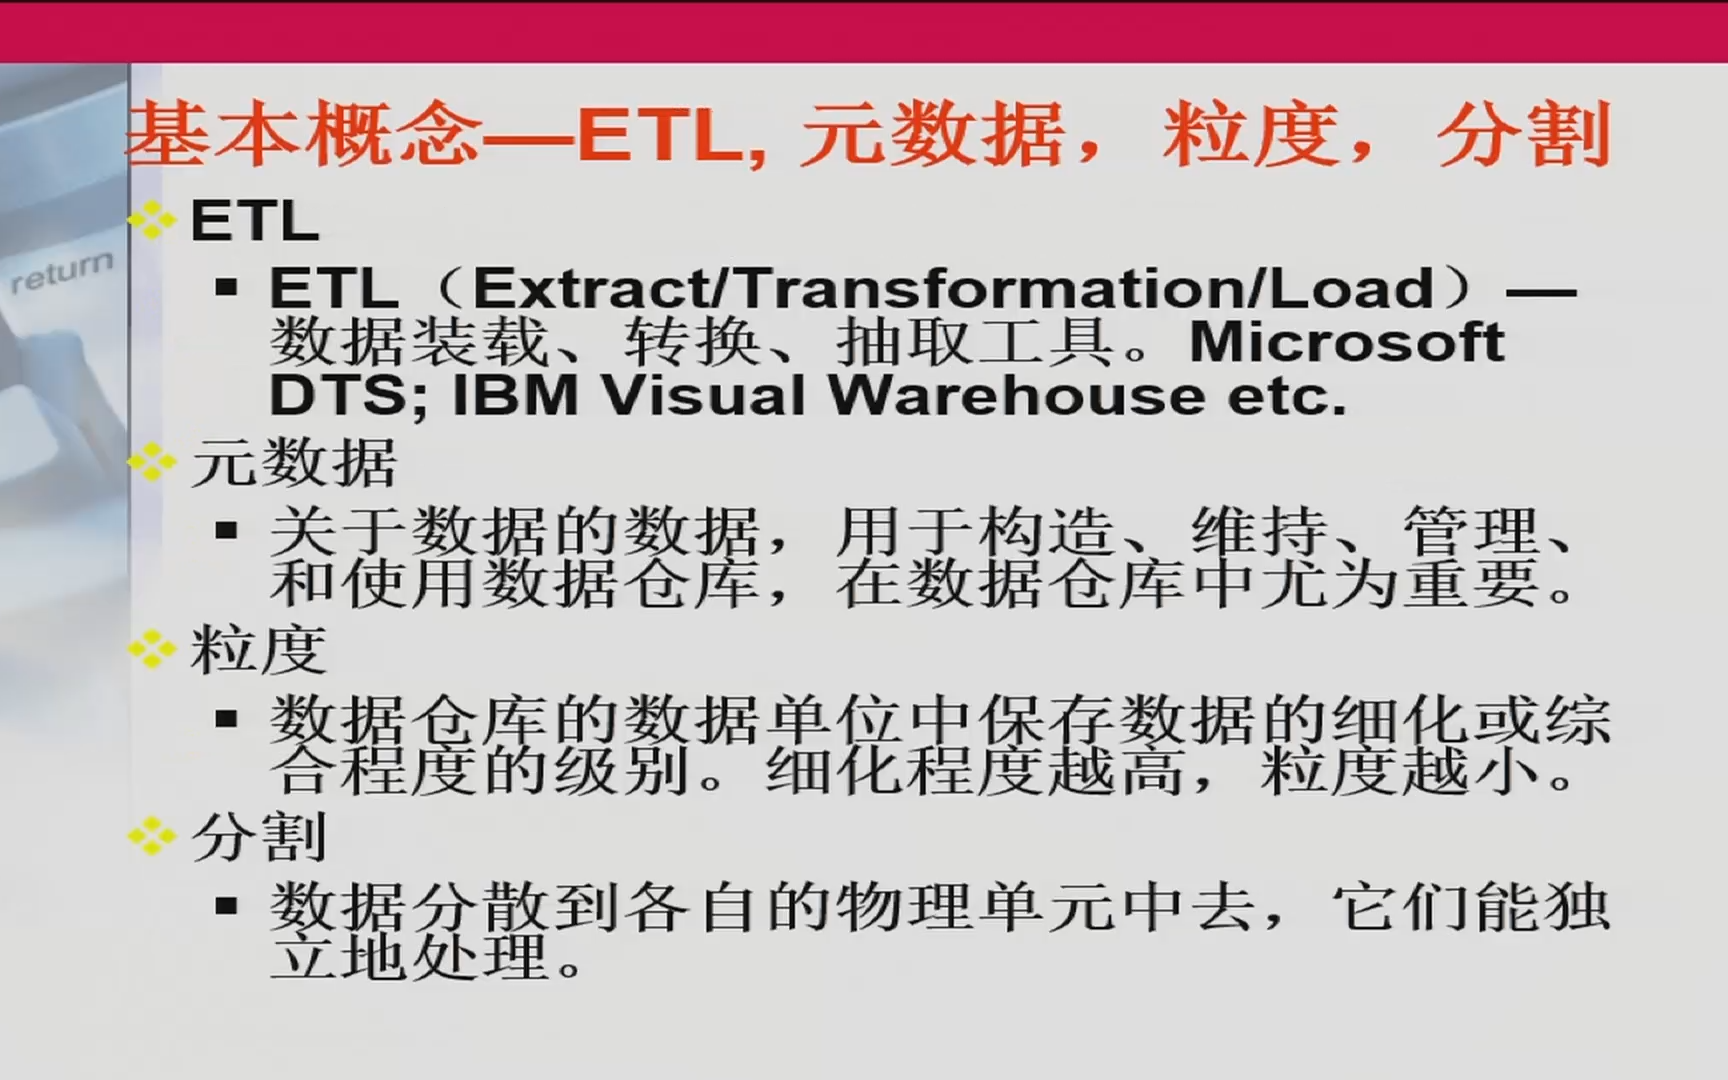 基本概念—ETL, 元数据，粒度，分割
return
ETL
ETL（Extract/Transformation/Load）—
数据装载、转换、抽取工具。Microsoft
DTS; IBM Visual Warehouse etc.
元数据
关于数据的数据，用于构造、维持、管理、
和使用数据仓库，在数据仓库中尤为重要。
粒度
数据仓库的数据单位中保存数据的细化或综
合程度的级别。细化程度越高，粒度越小。
分割
数据分散到各自的物理单元中去，它们能独
立地处理。